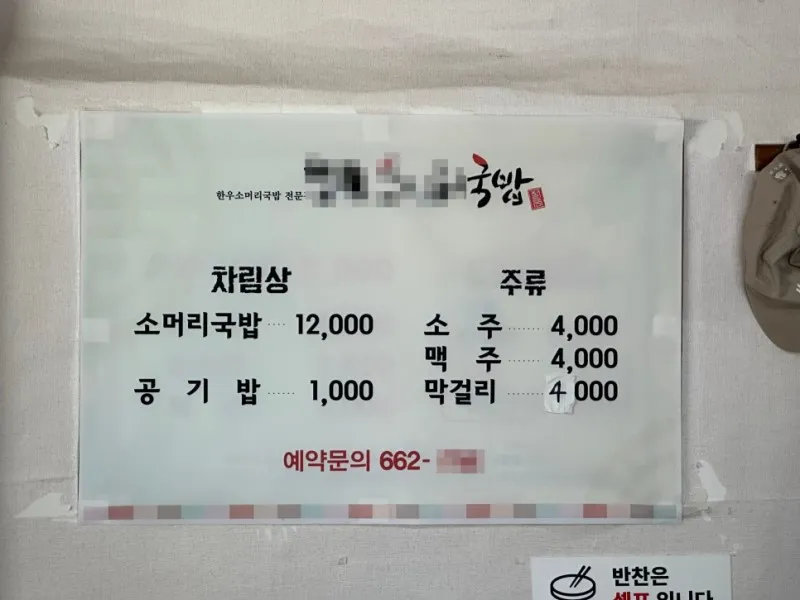 한우소머리국밥 전문
국밥
차림상
소머리국밥 ···· 12,000
공 기 밥 ······ 1,000
주류
소 주 ······· 4,000
맥 주 ······· 4,000
막걸리 ········ 4000
예약문의 662-
반찬은
셀프입니다